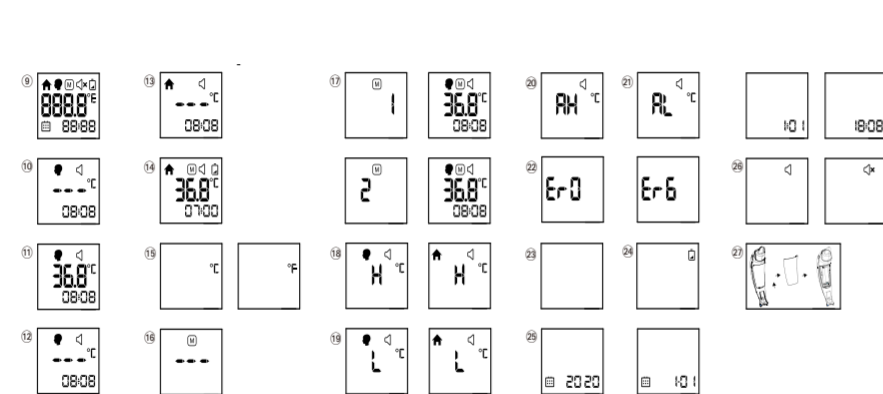 9
M
888.8°E
88:88
10
---°C
08:08
11
36.8°C
08:08
12
---°C
08:08
13
---°C
08:08
14
M
36.8°C
07:00
15
°C
°F
16
M
---
17
M
1
M
36.8°C
08:08
M
2
M
36.8°C
08:08
18
H °C
H °C
19
L °C
L °C
20
AH °C
21
AL °C
22
Er0
Er6
23
24
25
2020
1:01
1:01
18:08
26
27